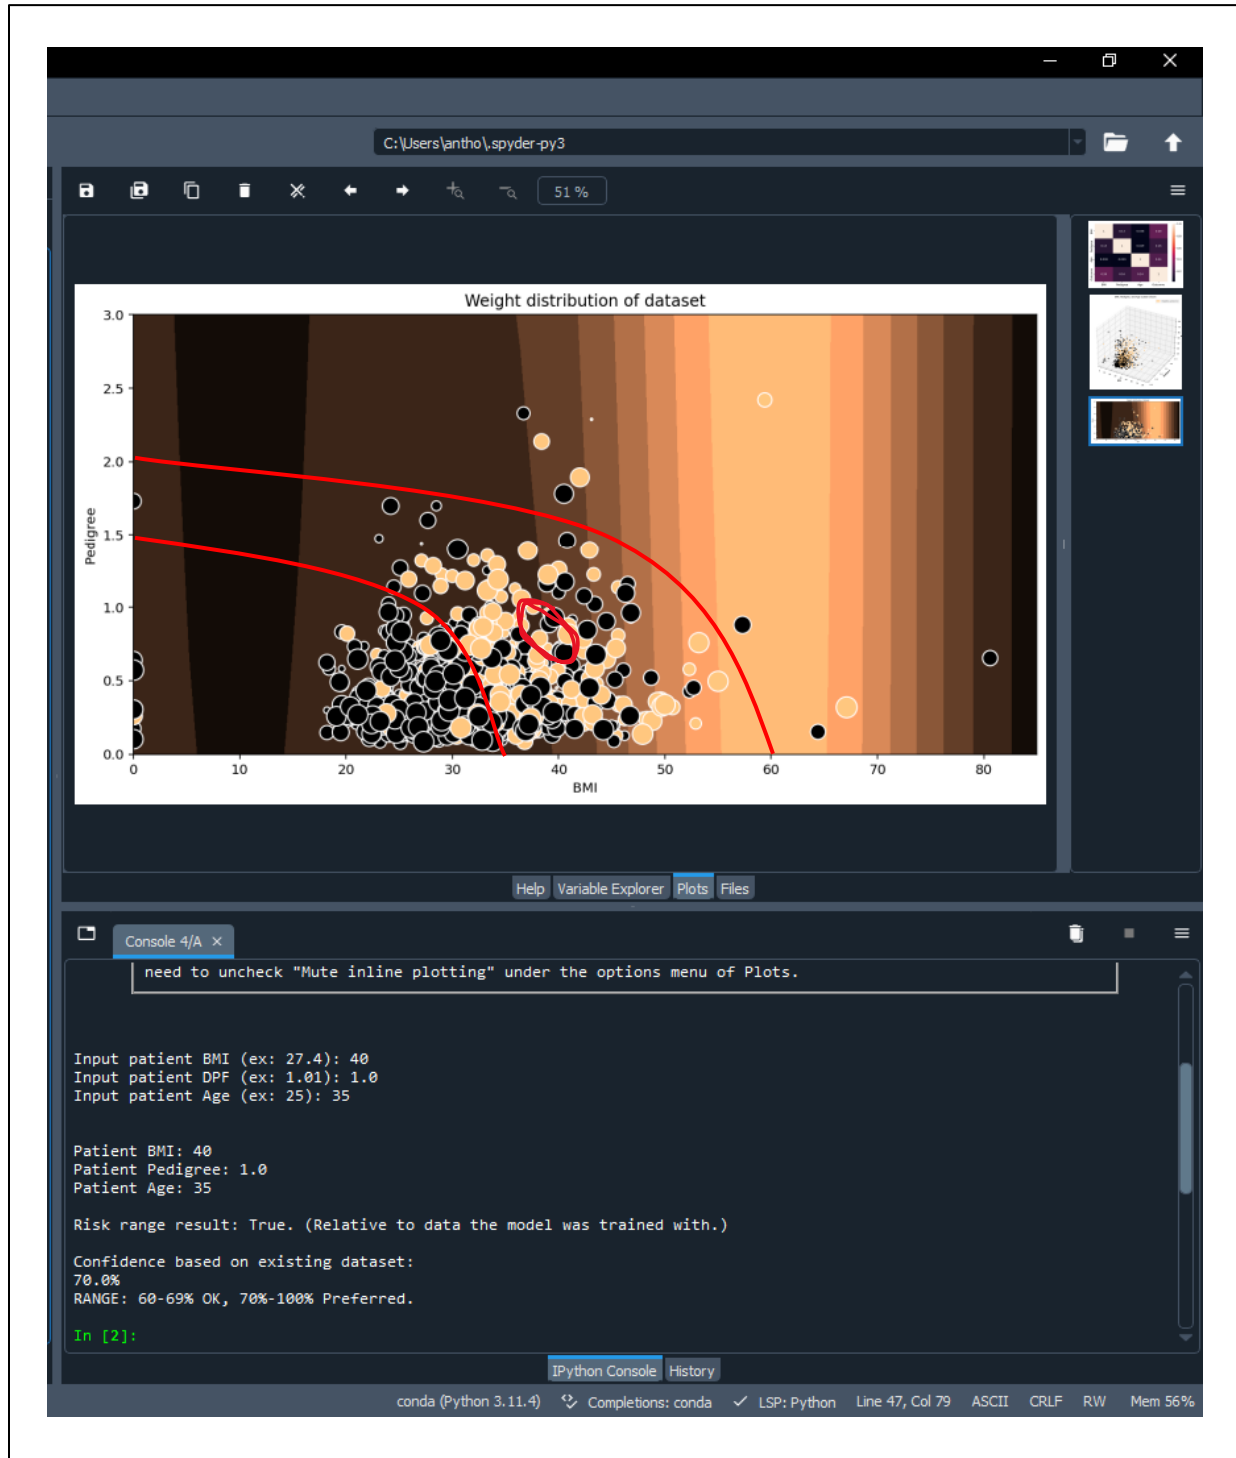 C:\Users\antho\.spyder-py3
51 %
Weight distribution of dataset
3.0
2.5
2.0
1.5
1.0
0.5
0.0
Pedigree
0 10 20 30 40 50 60 70 80
BMI
Help Variable Explorer Plots Files
Console 4/A ×
need to uncheck "Mute inline plotting" under the options menu of Plots.
Input patient BMI (ex: 27.4): 40
Input patient DPF (ex: 1.01): 1.0
Input patient Age (ex: 25): 35
Patient BMI: 40
Patient Pedigree: 1.0
Patient Age: 35
Risk range result: True. (Relative to data the model was trained with.)
Confidence based on existing dataset:
70.0%
RANGE: 60-69% OK, 70%-100% Preferred.
In [2]:
IPython Console History
conda (Python 3.11.4) Completions: conda LSP: Python Line 47, Col 79 ASCII CRLF RW Mem 56%